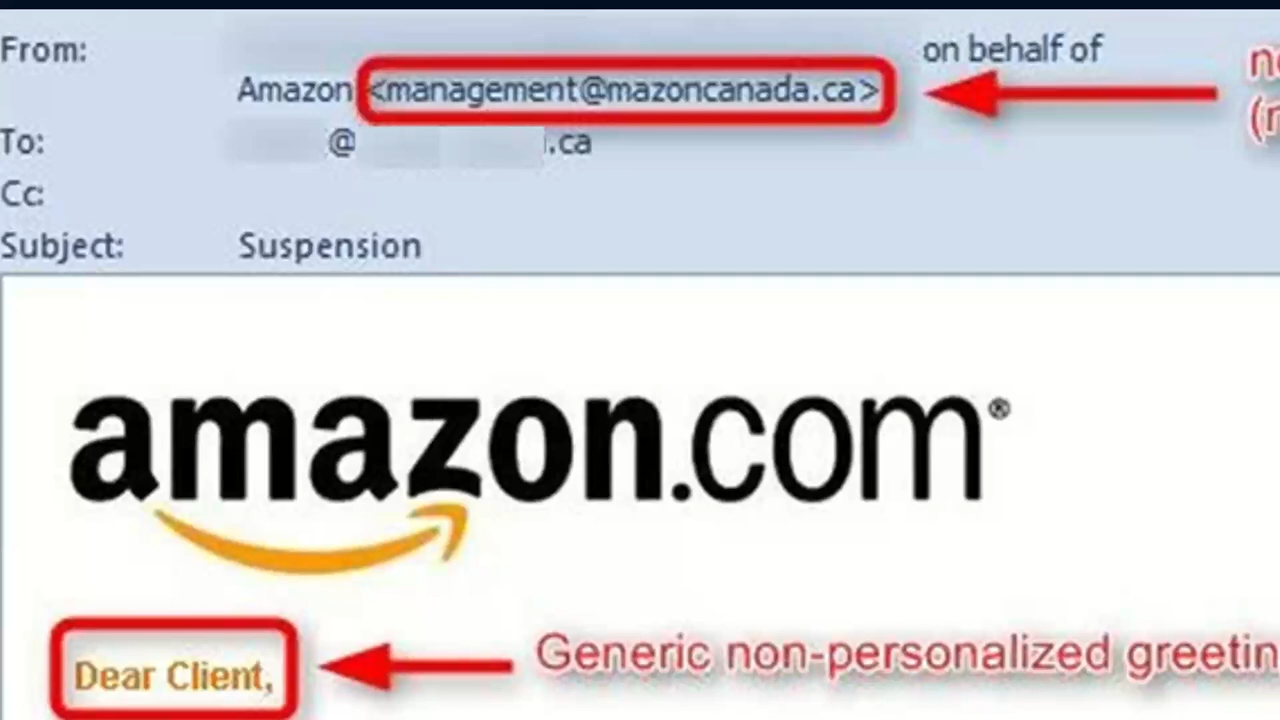 From: on behalf of
Amazon <management@mazoncanada.ca>
To: @ .ca
Cc:
Subject: Suspension
amazon.com®
Dear Client,
Generic non-personalized greetin